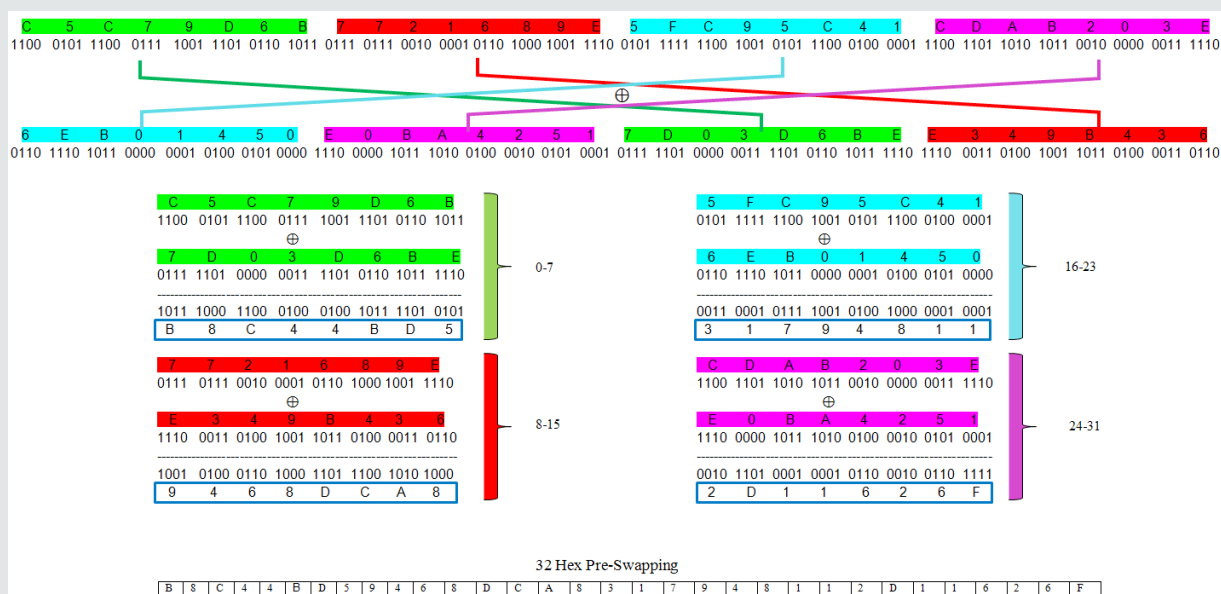 C 5 C 7 9 D 6 B 7 7 2 1 6 8 9 E 5 F C 9 5 C 4 1 C D A B 2 0 3 E
1100 0101 1100 0111 1001 1101 0110 1011 0111 0111 0010 0001 0110 1000 1001 1110 0101 1111 1100 1001 0101 1100 0100 0001 1100 1101 1010 1011 0010 0000 0011 1110
⊕
6 E B 0 1 4 5 0 E 0 B A 4 2 5 1 7 D 0 3 D 6 B E E 3 4 9 B 4 3 6
0110 1110 1011 0000 0001 0100 0101 0000 1110 0000 1011 1010 0100 0010 0101 0001 0111 1101 0000 0011 1101 0110 1011 1110 1110 0011 0100 1001 1011 0100 0011 0110
C 5 C 7 9 D 6 B
1100 0101 1100 0111 1001 1101 0110 1011
⊕
7 D 0 3 D 6 B E
0111 1101 0000 0011 1101 0110 1011 1110
1011 1000 1100 0100 0100 1011 1101 0101
B 8 C 4 4 B D 5
0-7
5 F C 9 5 C 4 1
0101 1111 1100 1001 0101 1100 0100 0001
⊕
6 E B 0 1 4 5 0
0110 1110 1011 0000 0001 0100 0101 0000
0011 0001 0111 1001 0100 1000 0001 0001
3 1 7 9 4 8 1 1
16-23
7 7 2 1 6 8 9 E
0111 0111 0010 0001 0110 1000 1001 1110
⊕
E 3 4 9 B 4 3 6
1110 0011 0100 1001 1011 0100 0011 0110
1001 0100 0110 1000 1101 1100 1010 1000
9 4 6 8 D C A 8
8-15
C D A B 2 0 3 E
1100 1101 1010 1011 0010 0000 0011 1110
⊕
E 0 B A 4 2 5 1
1110 0000 1011 1010 0100 0010 0101 0001
0010 1101 0001 0001 0110 0010 0110 1111
2 D 1 1 6 2 6 F
24-31
32 Hex Pre-Swapping
B 8 C 4 4 B D 5 9 4 6 8 D C A 8 3 1 7 9 4 8 1 1 2 D 1 1 6 2 6 F